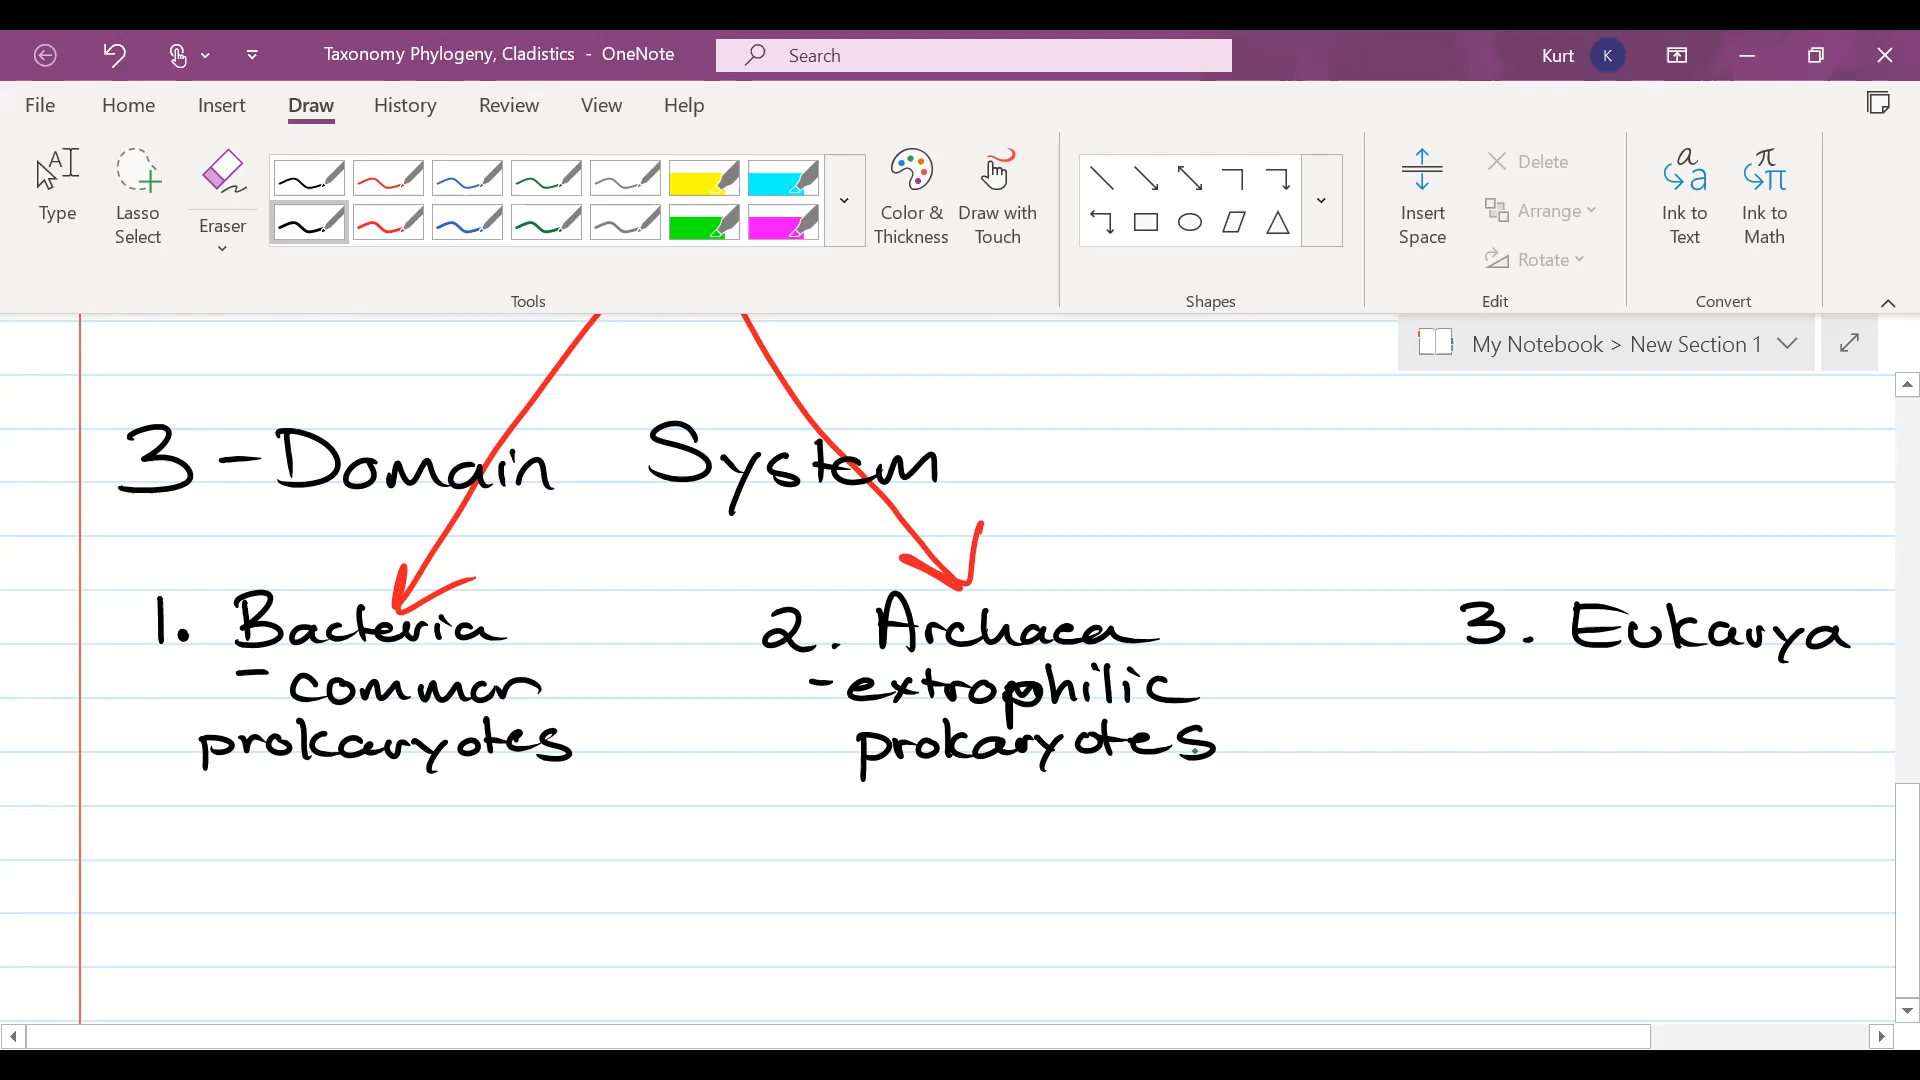 Taxonomy Phylogeny, Cladistics - OneNote
Search
Kurt K
File Home Insert Draw History Review View Help
Type
Lasso Select
Eraser
Color & Thickness
Draw with Touch
Insert Space
Delete
Arrange
Rotate
Ink to Text
Ink to Math
Tools Shapes Edit Convert
My Notebook > New Section 1
3-Domain System
1. Bacteria 2. Archaea 3. Eukarya
- common - extrophilic
prokaryotes prokaryotes